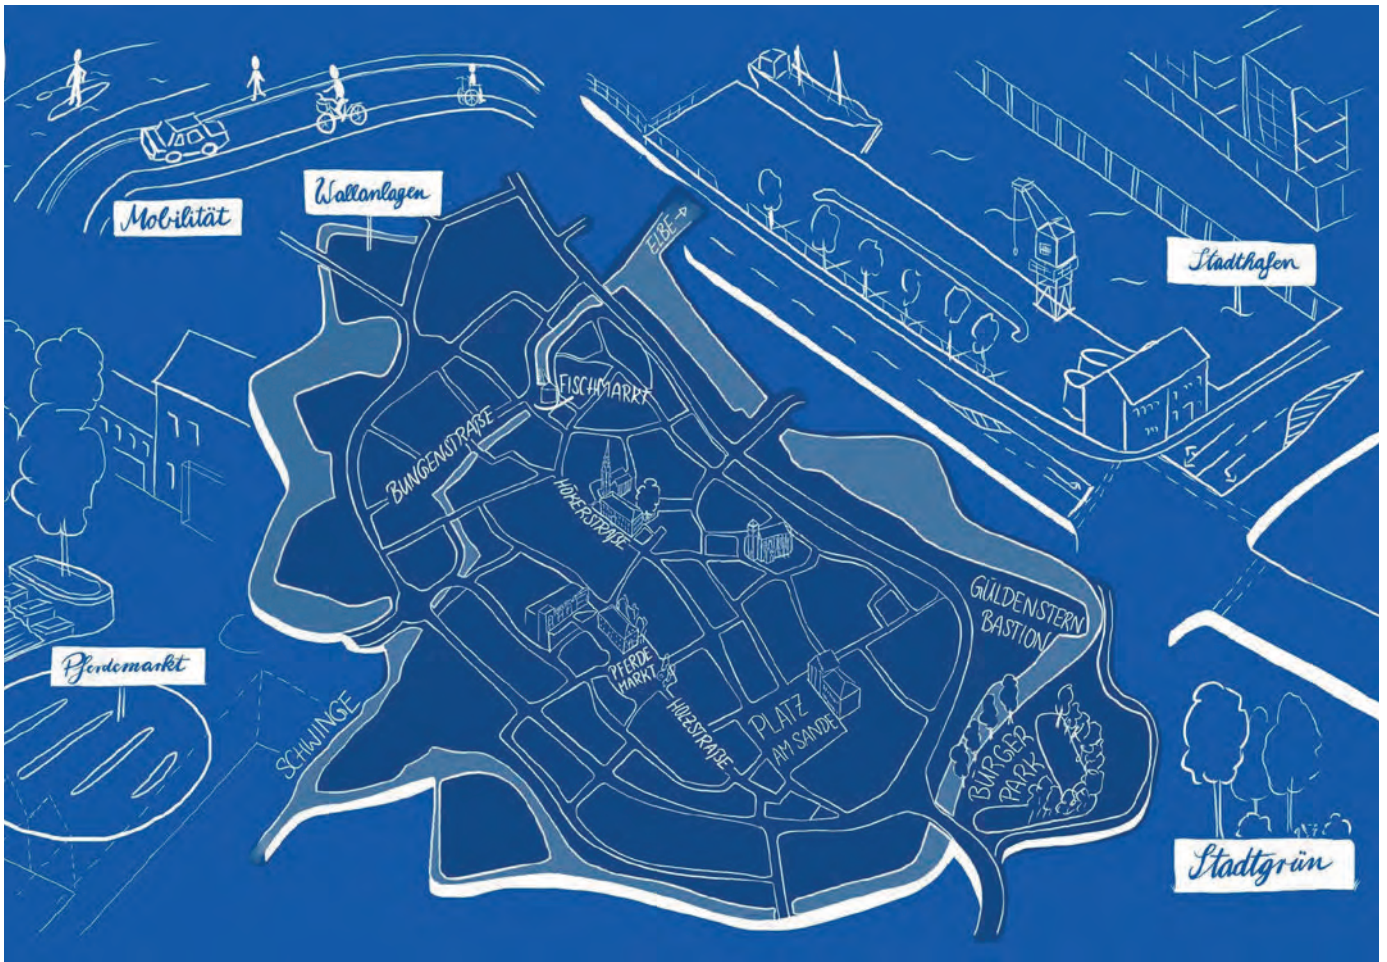 Mobilität
Wallanlagen
ELBE →
Stadthafen
FISCHMARKT
BUNGENSTRAßE
HÖKERSTRAßE
GÜLDENSTERN
BASTION
Pferdemarkt
PFERDE
MARKT
HOLZSTRAßE
PLATZ
AM SANDE
SCHWINGE
BÜRGER
PARK
Stadtgrün